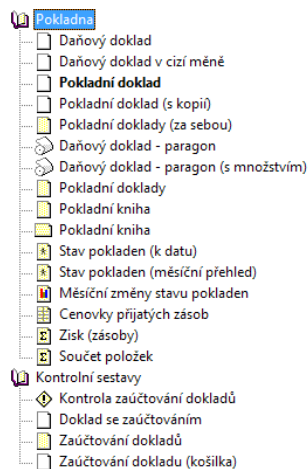 Pokladna
Daňový doklad
Daňový doklad v cizí měně
Pokladní doklad
Pokladní doklad (s kopií)
Pokladní doklady (za sebou)
Daňový doklad - paragon
Daňový doklad - paragon (s množstvím)
Pokladní doklady
Pokladní kniha
Pokladní kniha
Stav pokladen (k datu)
Stav pokladen (měsíční přehled)
Měsíční změny stavu pokladen
Cenovky přijatých zásob
Zisk (zásoby)
Součet položek
Kontrolní sestavy
Kontrola zaúčtování dokladů
Doklad se zaúčtováním
Zaúčtování dokladů
Zaúčtování dokladu (košilka)